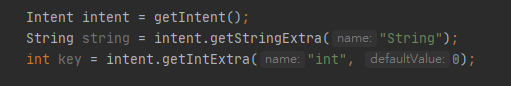 Intent intent = getIntent();
String string = intent.getStringExtra( name: "String");
int key = intent.getIntExtra( name: "int", defaultValue: 0);